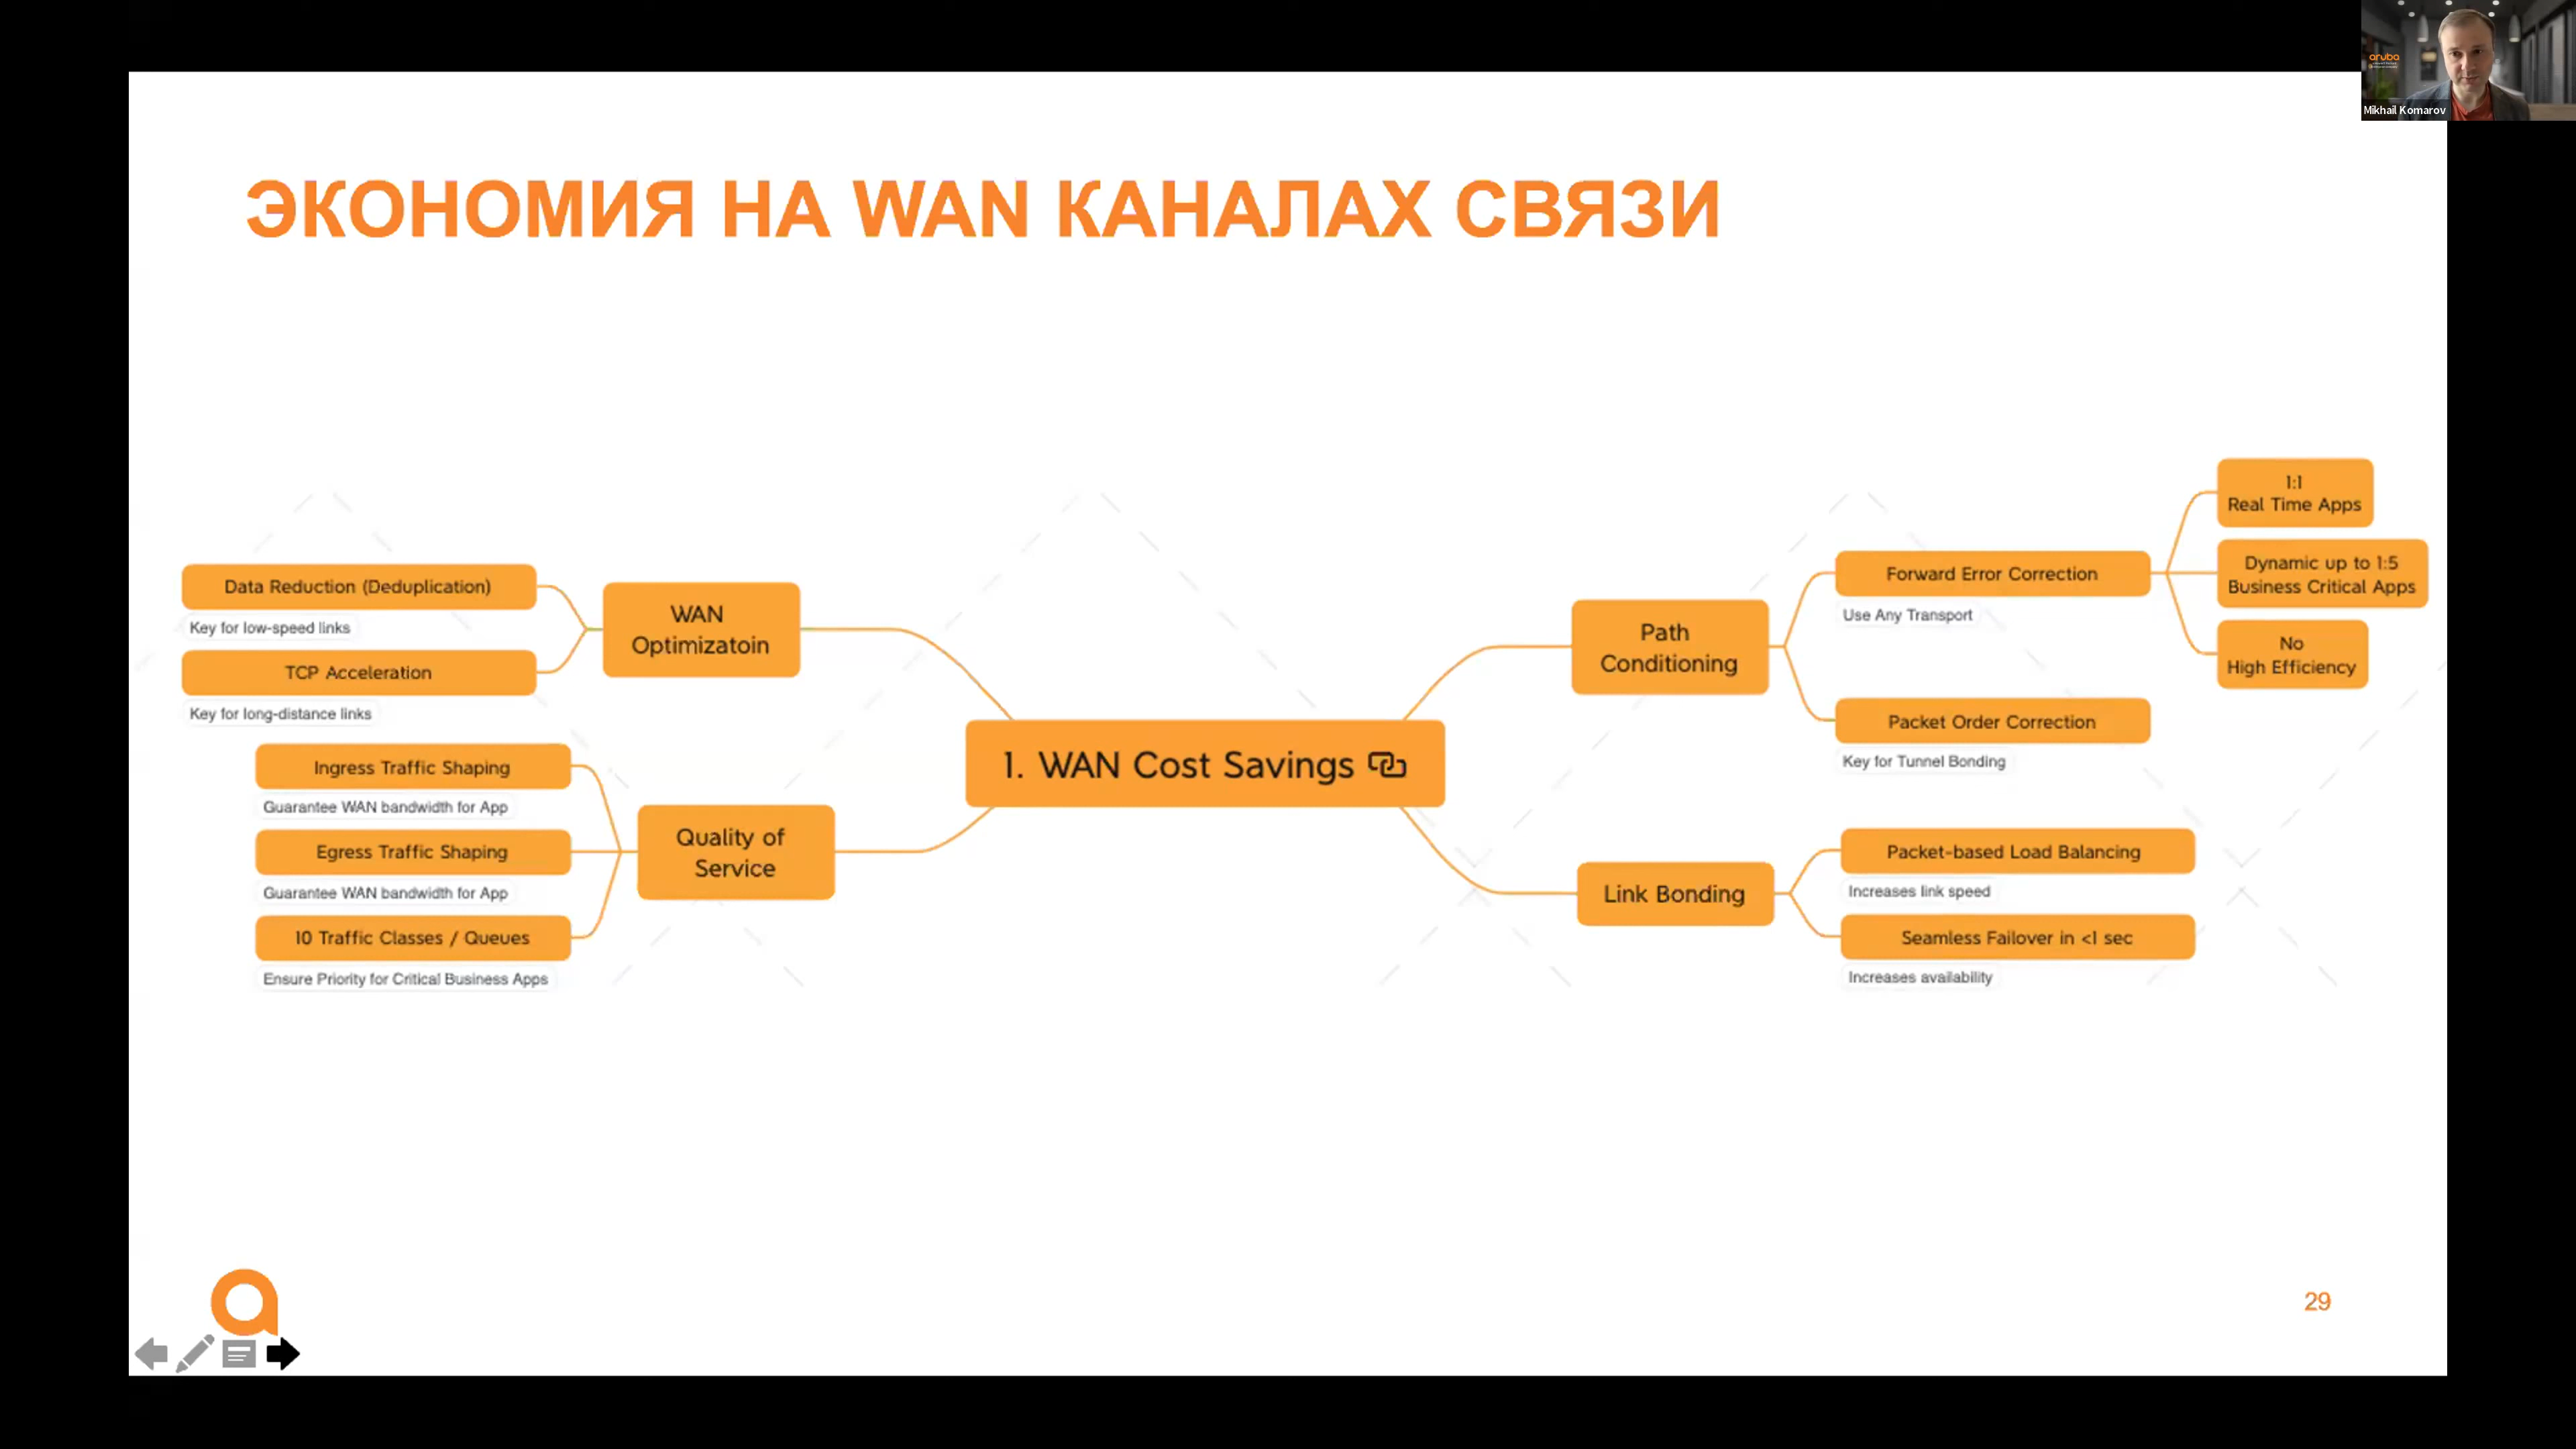 aruba
Mikhail Komarov
ЭКОНОМИЯ НА WAN КАНАЛАХ СВЯЗИ
Data Reduction (Deduplication)
Key for low-speed links
TCP Acceleration
Key for long-distance links
WAN
Optimizatoin
Ingress Traffic Shaping
Guarantee WAN bandwidth for App
Egress Traffic Shaping
Guarantee WAN bandwidth for App
10 Traffic Classes / Queues
Ensure Priority for Critical Business Apps
Quality of
Service
1. WAN Cost Savings
Path
Conditioning
Forward Error Correction
Use Any Transport
1:1
Real Time Apps
Dynamic up to 1:5
Business Critical Apps
No
High Efficiency
Packet Order Correction
Key for Tunnel Bonding
Link Bonding
Packet-based Load Balancing
Increases link speed
Seamless Failover in <1 sec
Increases availability
29